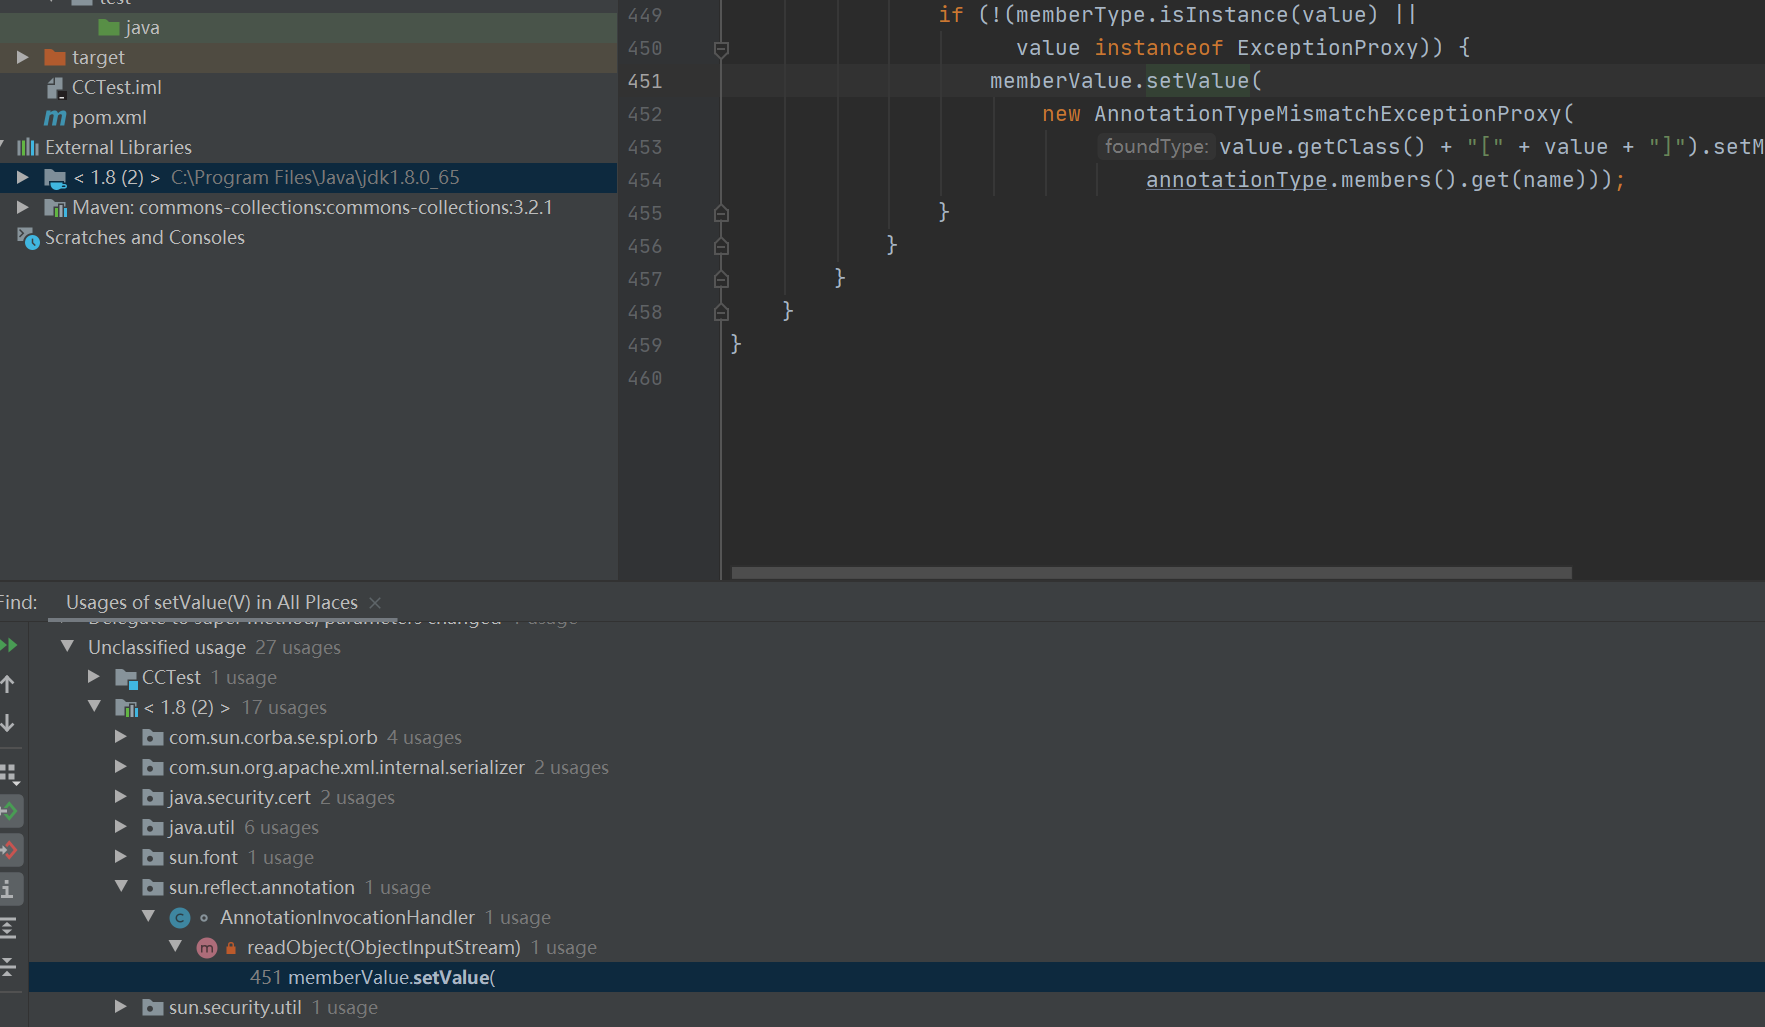 test
java
target
CCTest.iml
pom.xml
External Libraries
< 1.8 (2) > C:\Program Files\Java\jdk1.8.0_65
Maven: commons-collections:commons-collections:3.2.1
Scratches and Consoles
449 if (!(memberType.isInstance(value) ||
450 value instanceof ExceptionProxy)) {
451 memberValue.setValue(
452 new AnnotationTypeMismatchExceptionProxy(
453 foundType: value.getClass() + "[" + value + "]").setM
454 annotationType.members().get(name)));
455 }
456 }
457 }
458 }
459 }
460
Find: Usages of setValue(V) in All Places
Delegate to super method, parameters changed 1 usage
Unclassified usage 27 usages
CCTest 1 usage
< 1.8 (2) > 17 usages
com.sun.corba.se.spi.orb 4 usages
com.sun.org.apache.xml.internal.serializer 2 usages
java.security.cert 2 usages
java.util 6 usages
sun.font 1 usage
sun.reflect.annotation 1 usage
AnnotationInvocationHandler 1 usage
readObject(ObjectInputStream) 1 usage
451 memberValue.setValue(
sun.security.util 1 usage